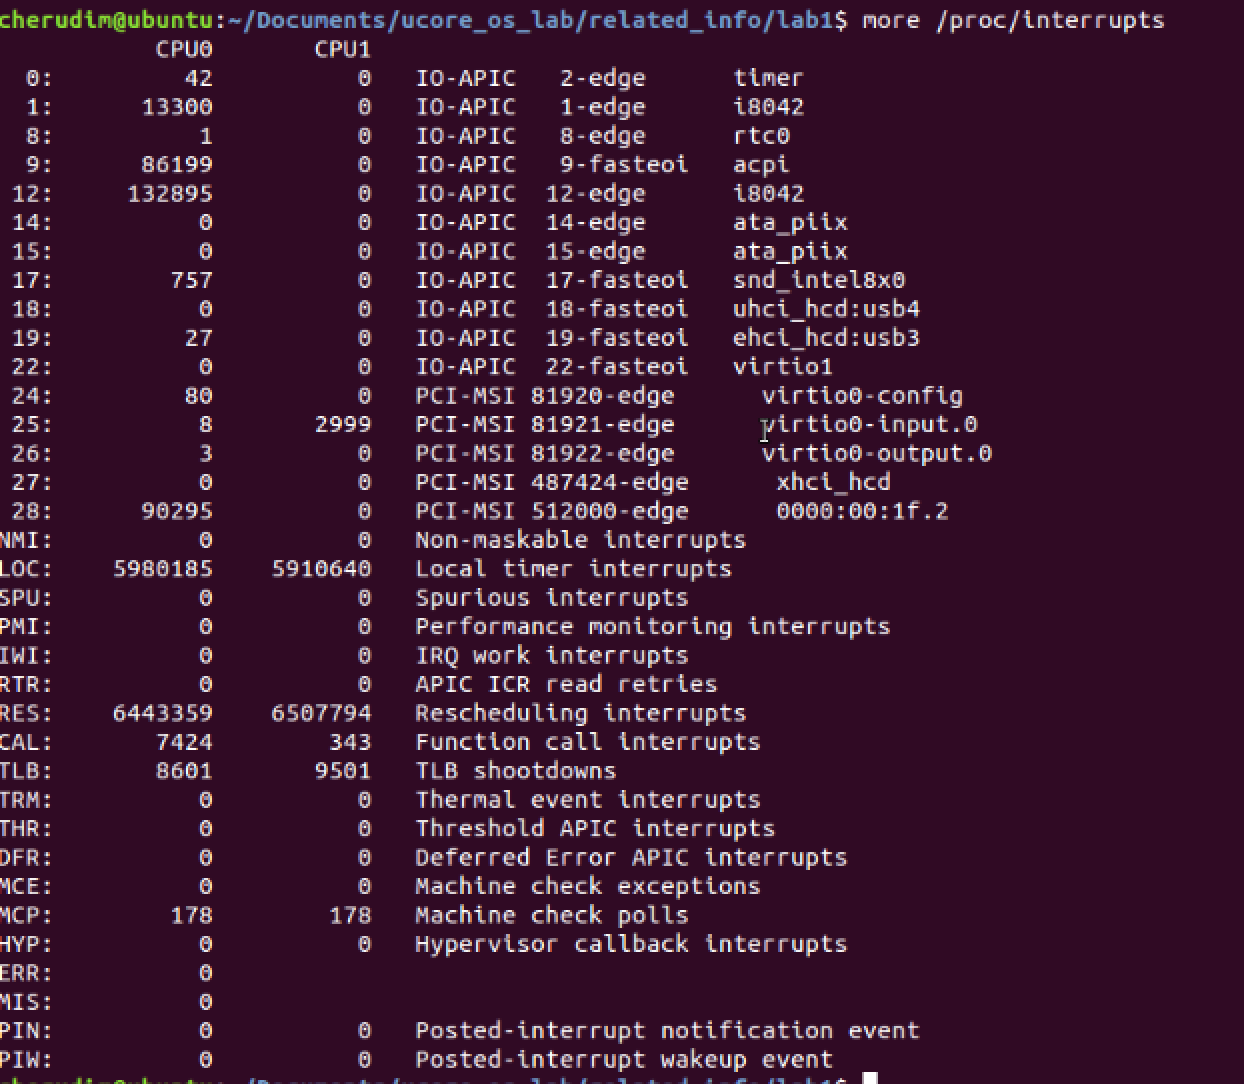 cherudim@ubuntu:~/Documents/ucore_os_lab/related_info/lab1$ more /proc/interrupts
           CPU0       CPU1
  0:         42          0   IO-APIC   2-edge      timer
  1:      13300          0   IO-APIC   1-edge      i8042
  8:          1          0   IO-APIC   8-edge      rtc0
  9:      86199          0   IO-APIC   9-fasteoi   acpi
 12:     132895          0   IO-APIC  12-edge      i8042
 14:          0          0   IO-APIC  14-edge      ata_piix
 15:          0          0   IO-APIC  15-edge      ata_piix
 17:        757          0   IO-APIC  17-fasteoi   snd_intel8x0
 18:          0          0   IO-APIC  18-fasteoi   uhci_hcd:usb4
 19:         27          0   IO-APIC  19-fasteoi   ehci_hcd:usb3
 22:          0          0   IO-APIC  22-fasteoi   virtio1
 24:         80          0   PCI-MSI 81920-edge      virtio0-config
 25:          8       2999   PCI-MSI 81921-edge      virtio0-input.0
 26:          3          0   PCI-MSI 81922-edge      virtio0-output.0
 27:          0          0   PCI-MSI 487424-edge      xhci_hcd
 28:      90295          0   PCI-MSI 512000-edge      0000:00:1f.2
NMI:          0          0   Non-maskable interrupts
LOC:    5980185    5910640   Local timer interrupts
SPU:          0          0   Spurious interrupts
PMI:          0          0   Performance monitoring interrupts
IWI:          0          0   IRQ work interrupts
RTR:          0          0   APIC ICR read retries
RES:    6443359    6507794   Rescheduling interrupts
CAL:       7424        343   Function call interrupts
TLB:       8601       9501   TLB shootdowns
TRM:          0          0   Thermal event interrupts
THR:          0          0   Threshold APIC interrupts
DFR:          0          0   Deferred Error APIC interrupts
MCE:          0          0   Machine check exceptions
MCP:        178        178   Machine check polls
HYP:          0          0   Hypervisor callback interrupts
ERR:          0
MIS:          0
PIN:          0          0   Posted-interrupt notification event
PIW:          0          0   Posted-interrupt wakeup event
cherudim@ubuntu:~/Documents/ucore_os_lab/related_info/lab1$